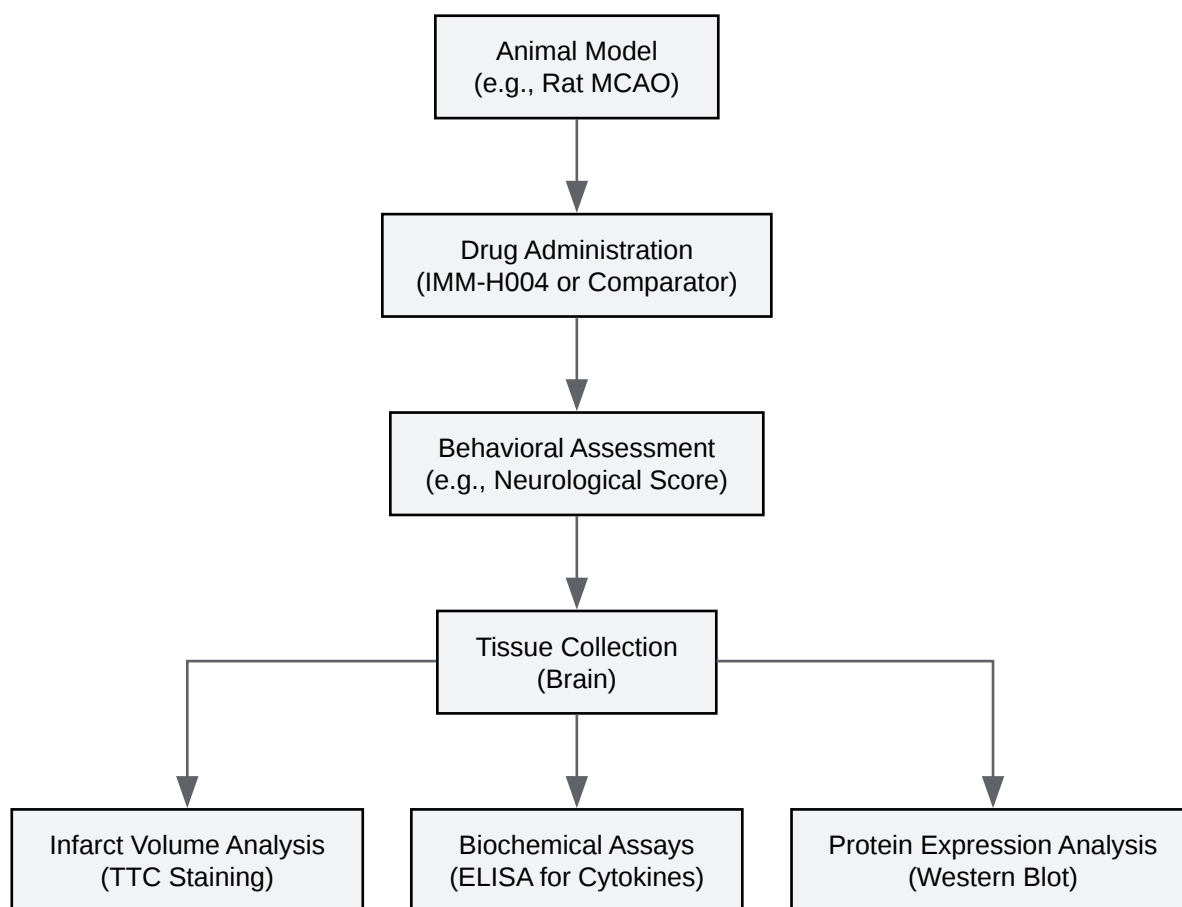 Animal Model
(e.g., Rat MCAO)
Drug Administration
(IMM-H004 or Comparator)
Behavioral Assessment
(e.g., Neurological Score)
Tissue Collection
(Brain)
Infarct Volume Analysis
(TTC Staining)
Biochemical Assays
(ELISA for Cytokines)
Protein Expression Analysis
(Western Blot)